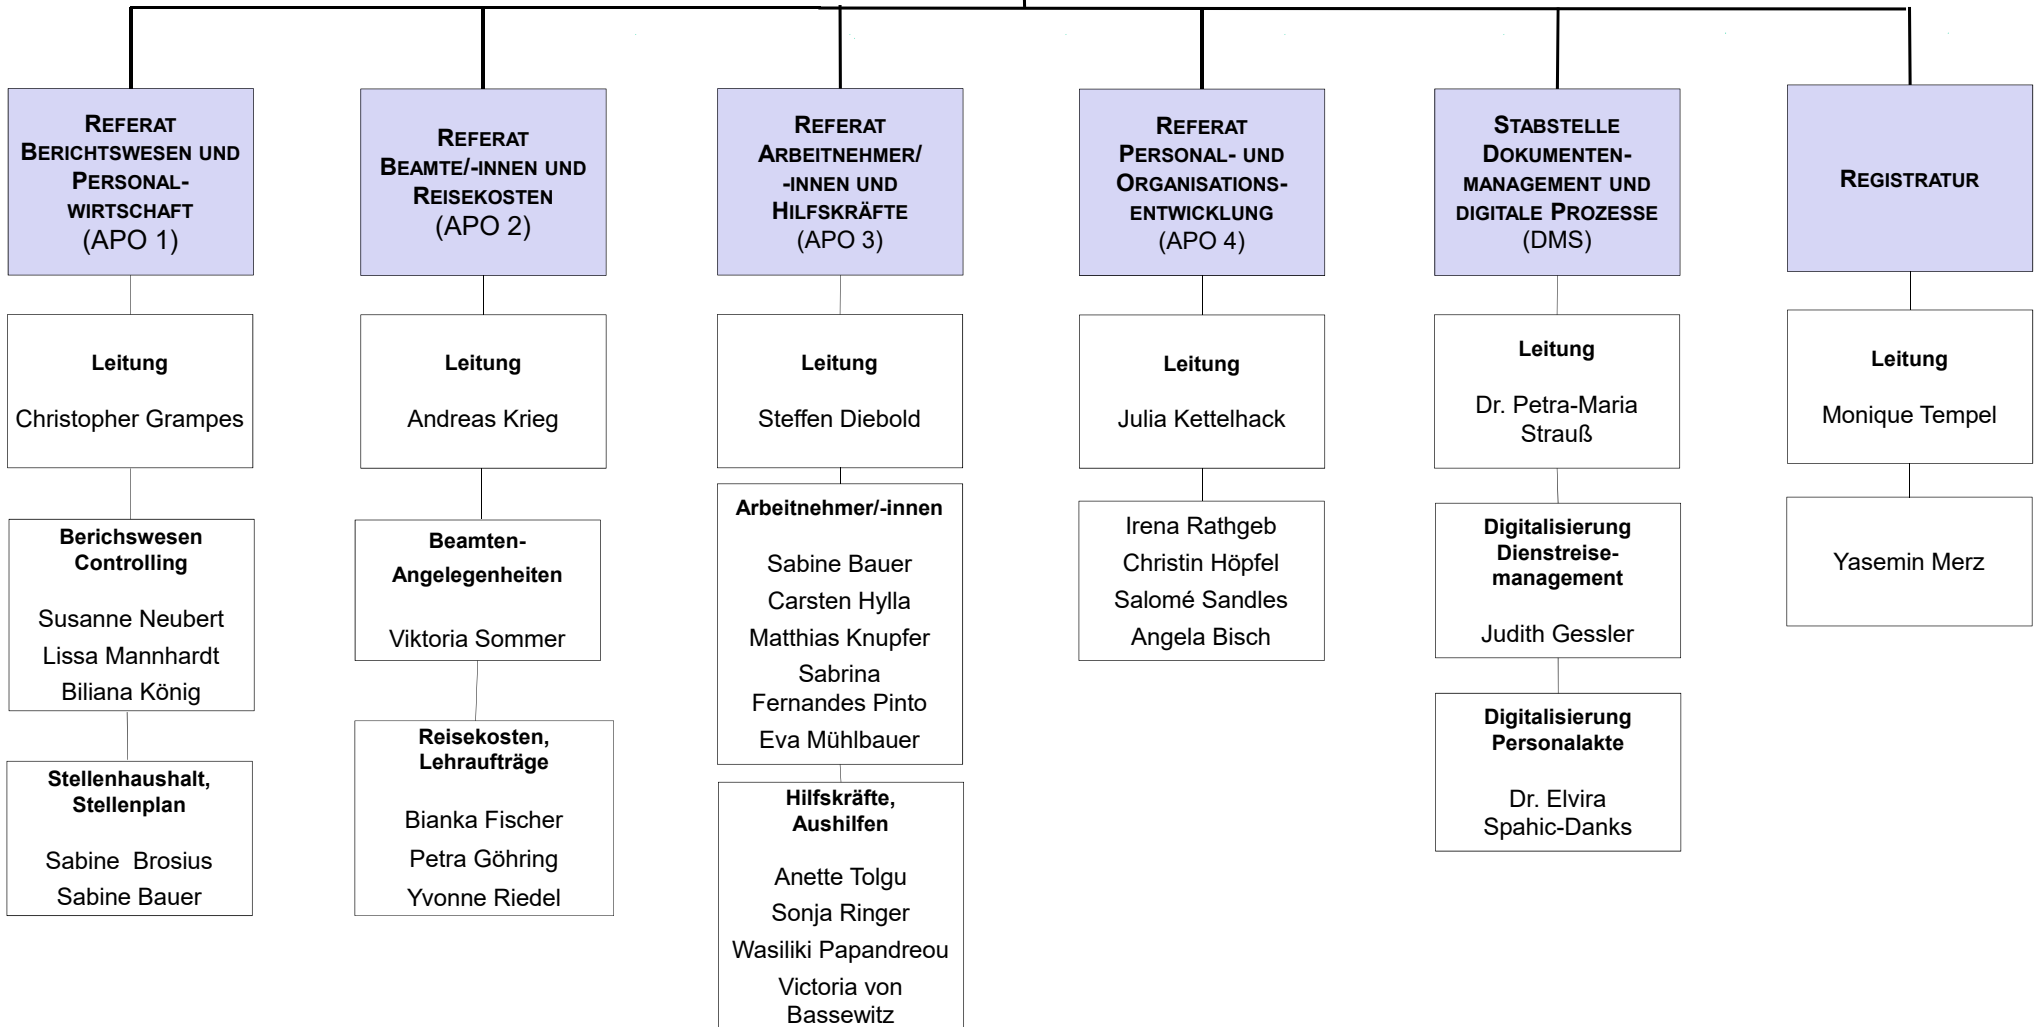 REFERAT
BERICHTSWESEN UND
PERSONAL-
WIRTSCHAFT
(APO 1)
Leitung
Christopher Grampes
Berichswesen
Controlling
Susanne Neubert
Lissa Mannhardt
Biliana König
Stellenhaushalt,
Stellenplan
Sabine  Brosius
Sabine Bauer
REFERAT
BEAMTE/-INNEN UND
REISEKOSTEN
(APO 2)
Leitung
Andreas Krieg
Beamten-
Angelegenheiten
Viktoria Sommer
Reisekosten,
Lehraufträge
Bianka Fischer
Petra Göhring
Yvonne Riedel
REFERAT
ARBEITNEHMER/
-INNEN UND
HILFSKRÄFTE
(APO 3)
Leitung
Steffen Diebold
Arbeitnehmer/-innen
Sabine Bauer
Carsten Hylla
Matthias Knupfer
Sabrina
Fernandes Pinto
Eva Mühlbauer
Hilfskräfte,
Aushilfen
Anette Tolgu
Sonja Ringer
Wasiliki Papandreou
Victoria von
Bassewitz
REFERAT
PERSONAL- UND
ORGANISATIONS-
ENTWICKLUNG
(APO 4)
Leitung
Julia Kettelhack
Irena Rathgeb
Christin Höpfel
Salomé Sandles
Angela Bisch
STABSTELLE
DOKUMENTEN-
MANAGEMENT UND
DIGITALE PROZESSE
(DMS)
Leitung
Dr. Petra-Maria
Strauß
Digitalisierung
Dienstreise-
management
Judith Gessler
Digitalisierung
Personalakte
Dr. Elvira
Spahic-Danks
REGISTRATUR
Leitung
Monique Tempel
Yasemin Merz